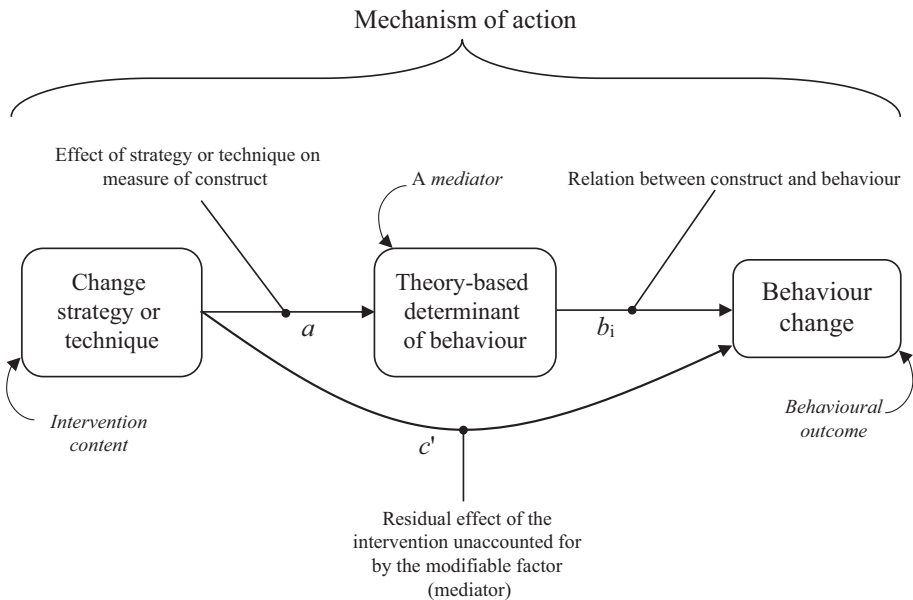 Mechanism of action
Effect of strategy or technique on
measure of construct
A mediator
Relation between construct and behaviour
Change
strategy or
technique
a
Theory-based
determinant
of behaviour
bi
Behaviour
change
Intervention
content
c'
Behavioural
outcome
Residual effect of the
intervention unaccounted for
by the modifiable factor
(mediator)